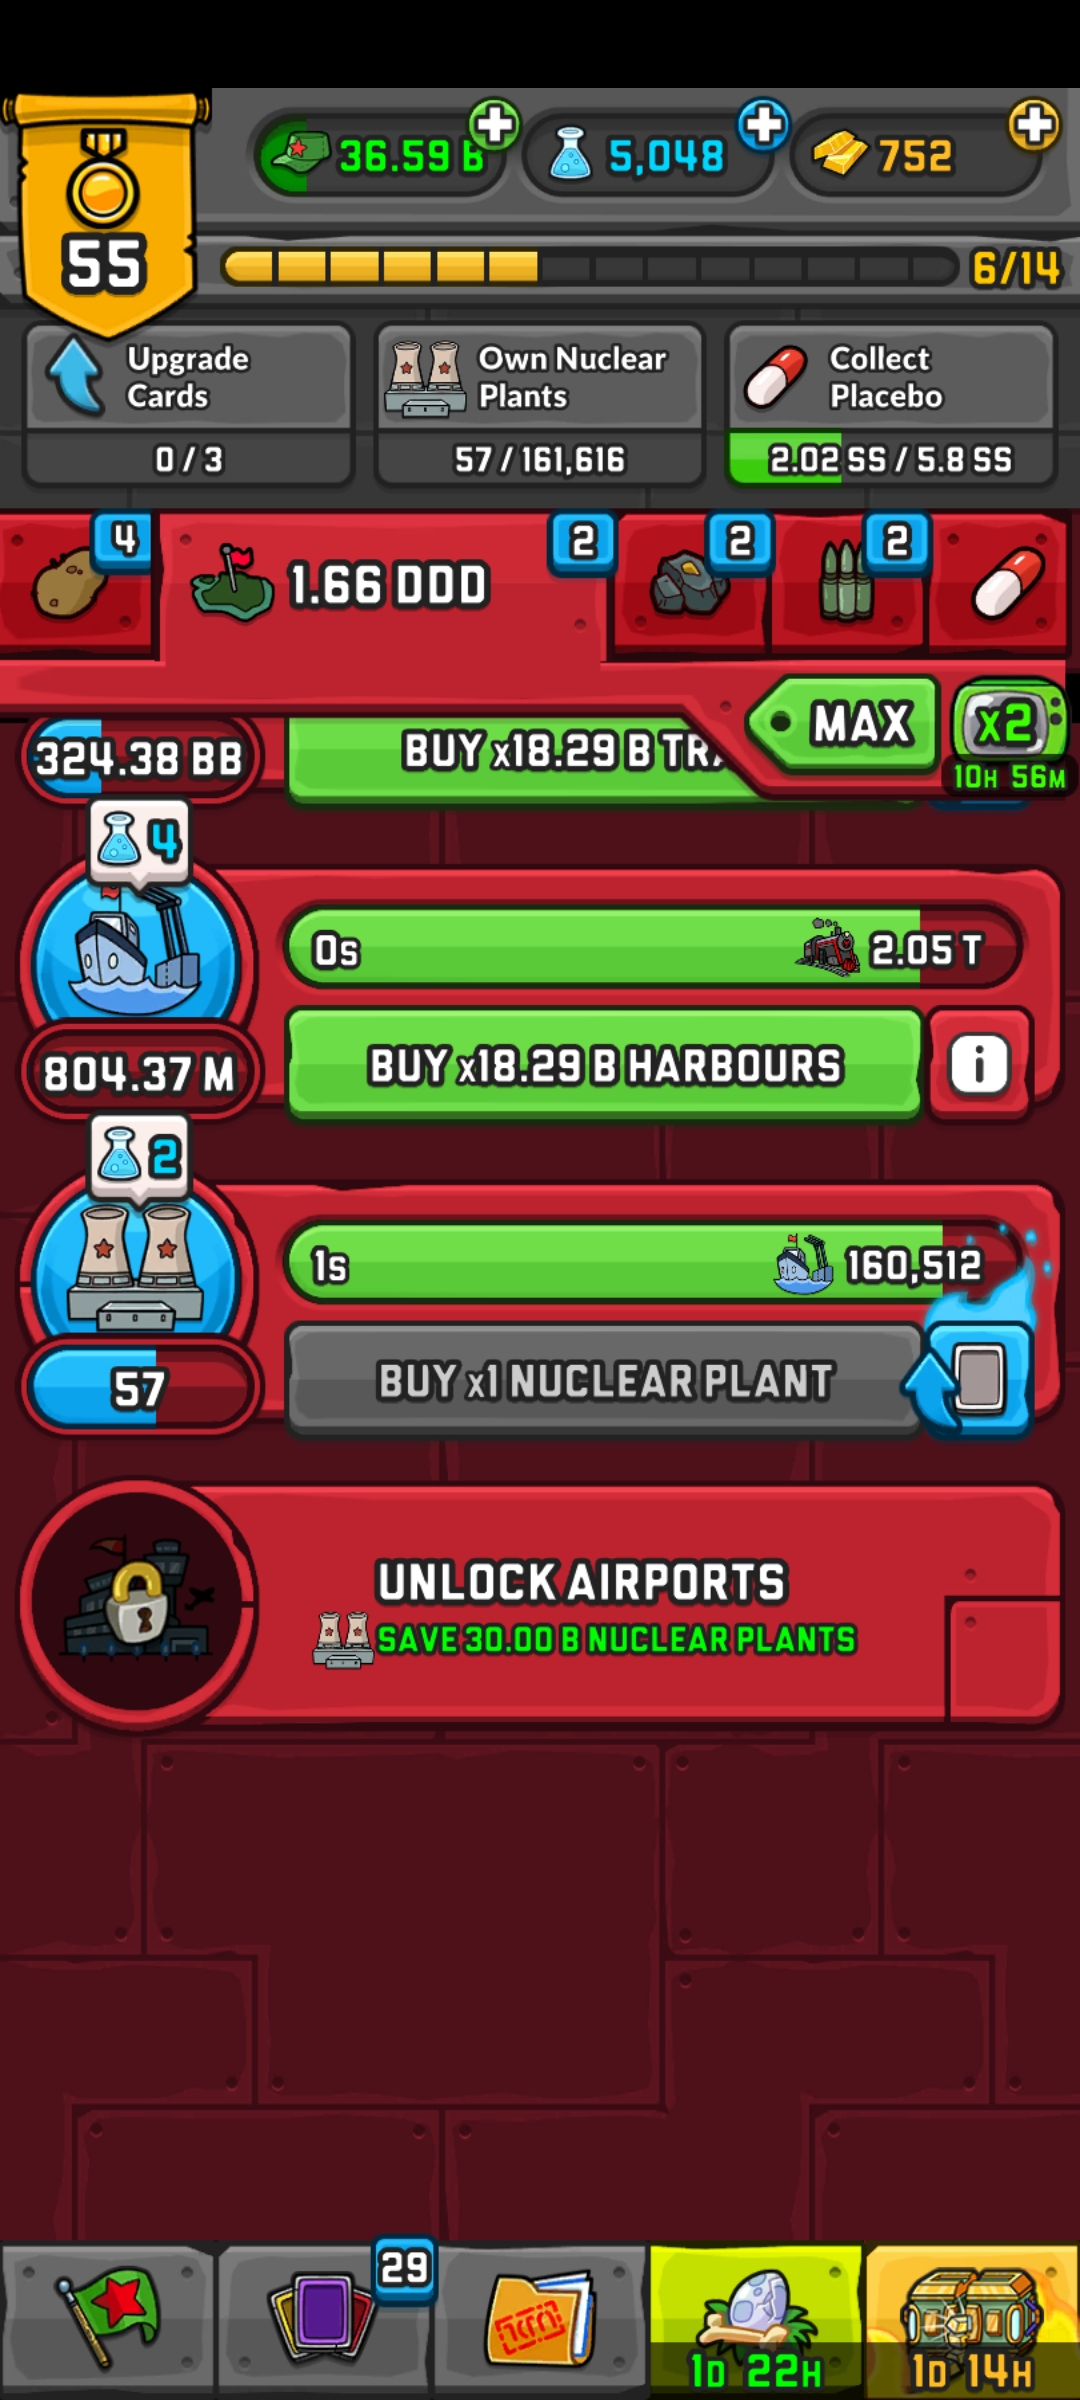 36.59 B
5,048
752
55
6/14
Upgrade
Cards
0 / 3
Own Nuclear
Plants
57 / 161,616
Collect
Placebo
2.02 SS / 5.8 SS
4
1.66 DDD
2
2
2
MAX
x2
10H 56M
324.38 BB
BUY x18.29 B
4
0s
2.05 T
804.37 M
BUY x18.29 B HARBOURS
i
2
1s
160,512
57
BUY x1 NUCLEAR PLANT
UNLOCK AIRPORTS
SAVE 30.00 B NUCLEAR PLANTS
29
1D 22H
1D 14H